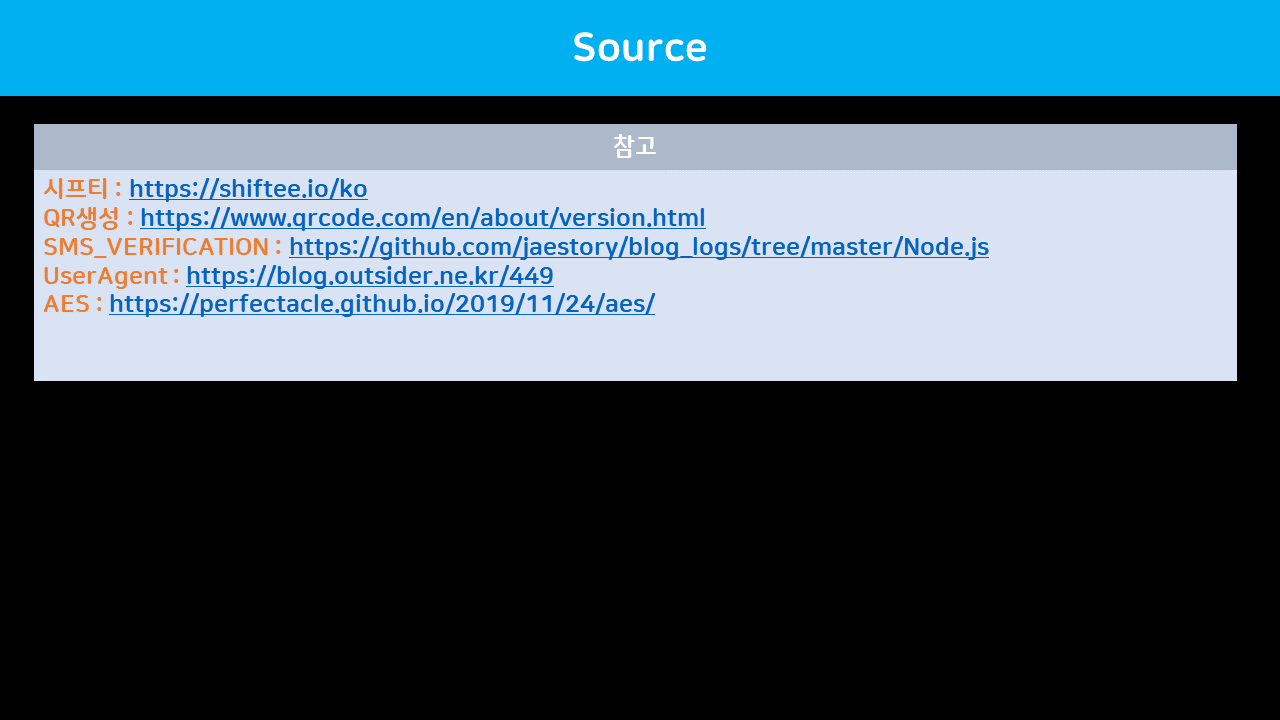 Source
참고
시프티 : https://shiftee.io/ko
QR생성 : https://www.qrcode.com/en/about/version.html
SMS_VERIFICATION : https://github.com/jaestory/blog_logs/tree/master/Node.js
UserAgent : https://blog.outsider.ne.kr/449
AES : https://perfectacle.github.io/2019/11/24/aes/